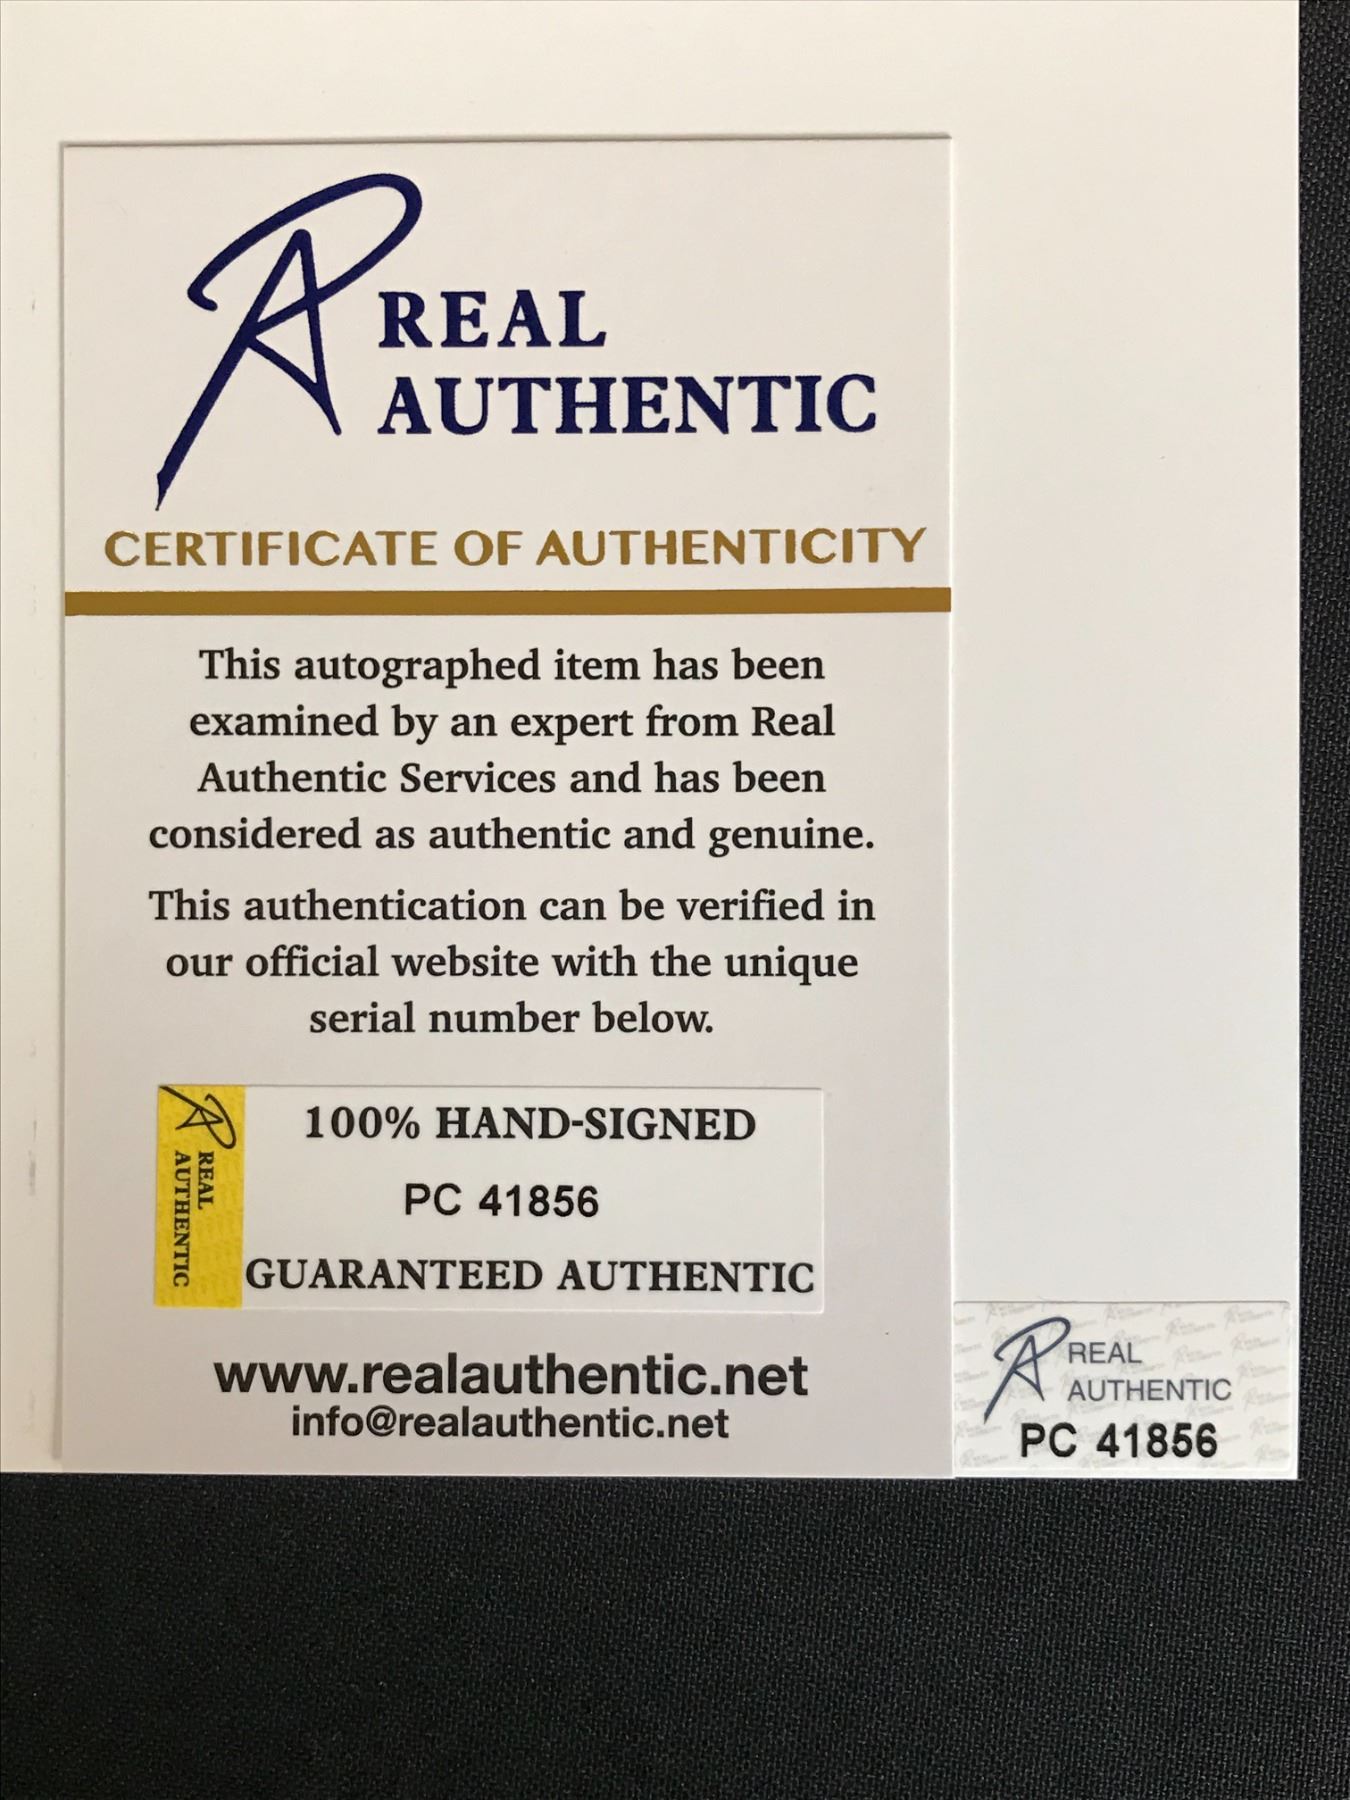 REAL
AUTHENTIC
CERTIFICATE OF AUTHENTICITY
This autographed item has been
examined by an expert from Real
Authentic Services and has been
considered as authentic and genuine.
This authentication can be verified in
our official website with the unique
serial number below.
REAL
AUTHENTIC
100% HAND-SIGNED
PC 41856
GUARANTEED AUTHENTIC
www.realauthentic.net
info@realauthentic.net
REAL
AUTHENTIC
PC 41856